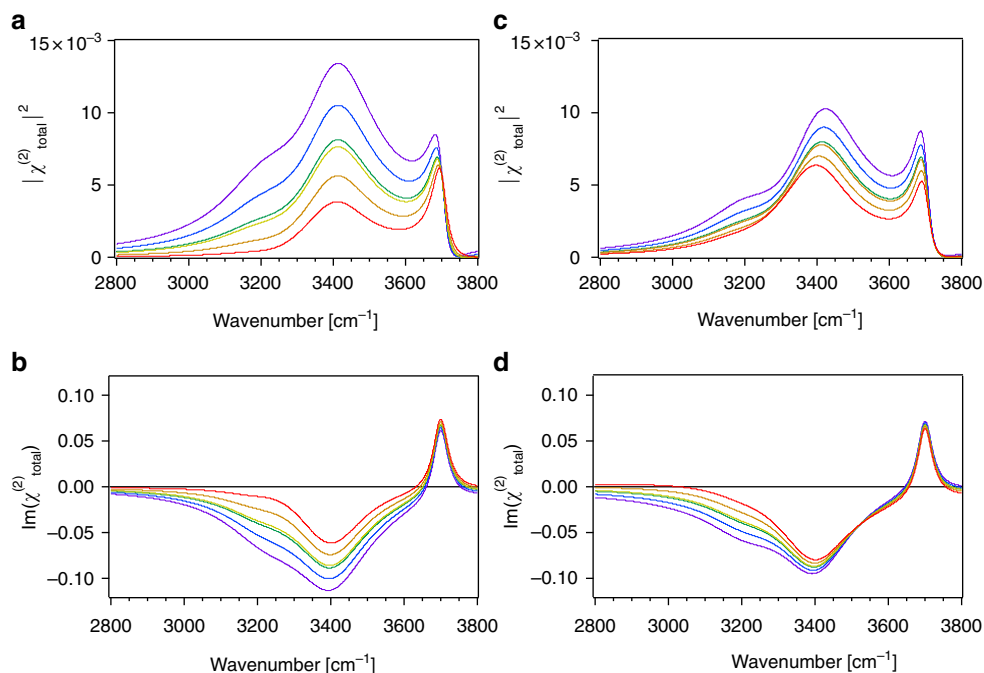 a
15 × 10⁻³
10
5
0
| χ⁽²⁾total |²
2800 3000 3200 3400 3600 3800
Wavenumber [cm⁻¹]
c
15 × 10⁻³
10
5
0
| χ⁽²⁾total |²
2800 3000 3200 3400 3600 3800
Wavenumber [cm⁻¹]
b
0.10
0.05
0.00
−0.05
−0.10
Im(χ⁽²⁾total)
2800 3000 3200 3400 3600 3800
Wavenumber [cm⁻¹]
d
0.10
0.05
0.00
−0.05
−0.10
Im(χ⁽²⁾total)
2800 3000 3200 3400 3600 3800
Wavenumber [cm⁻¹]